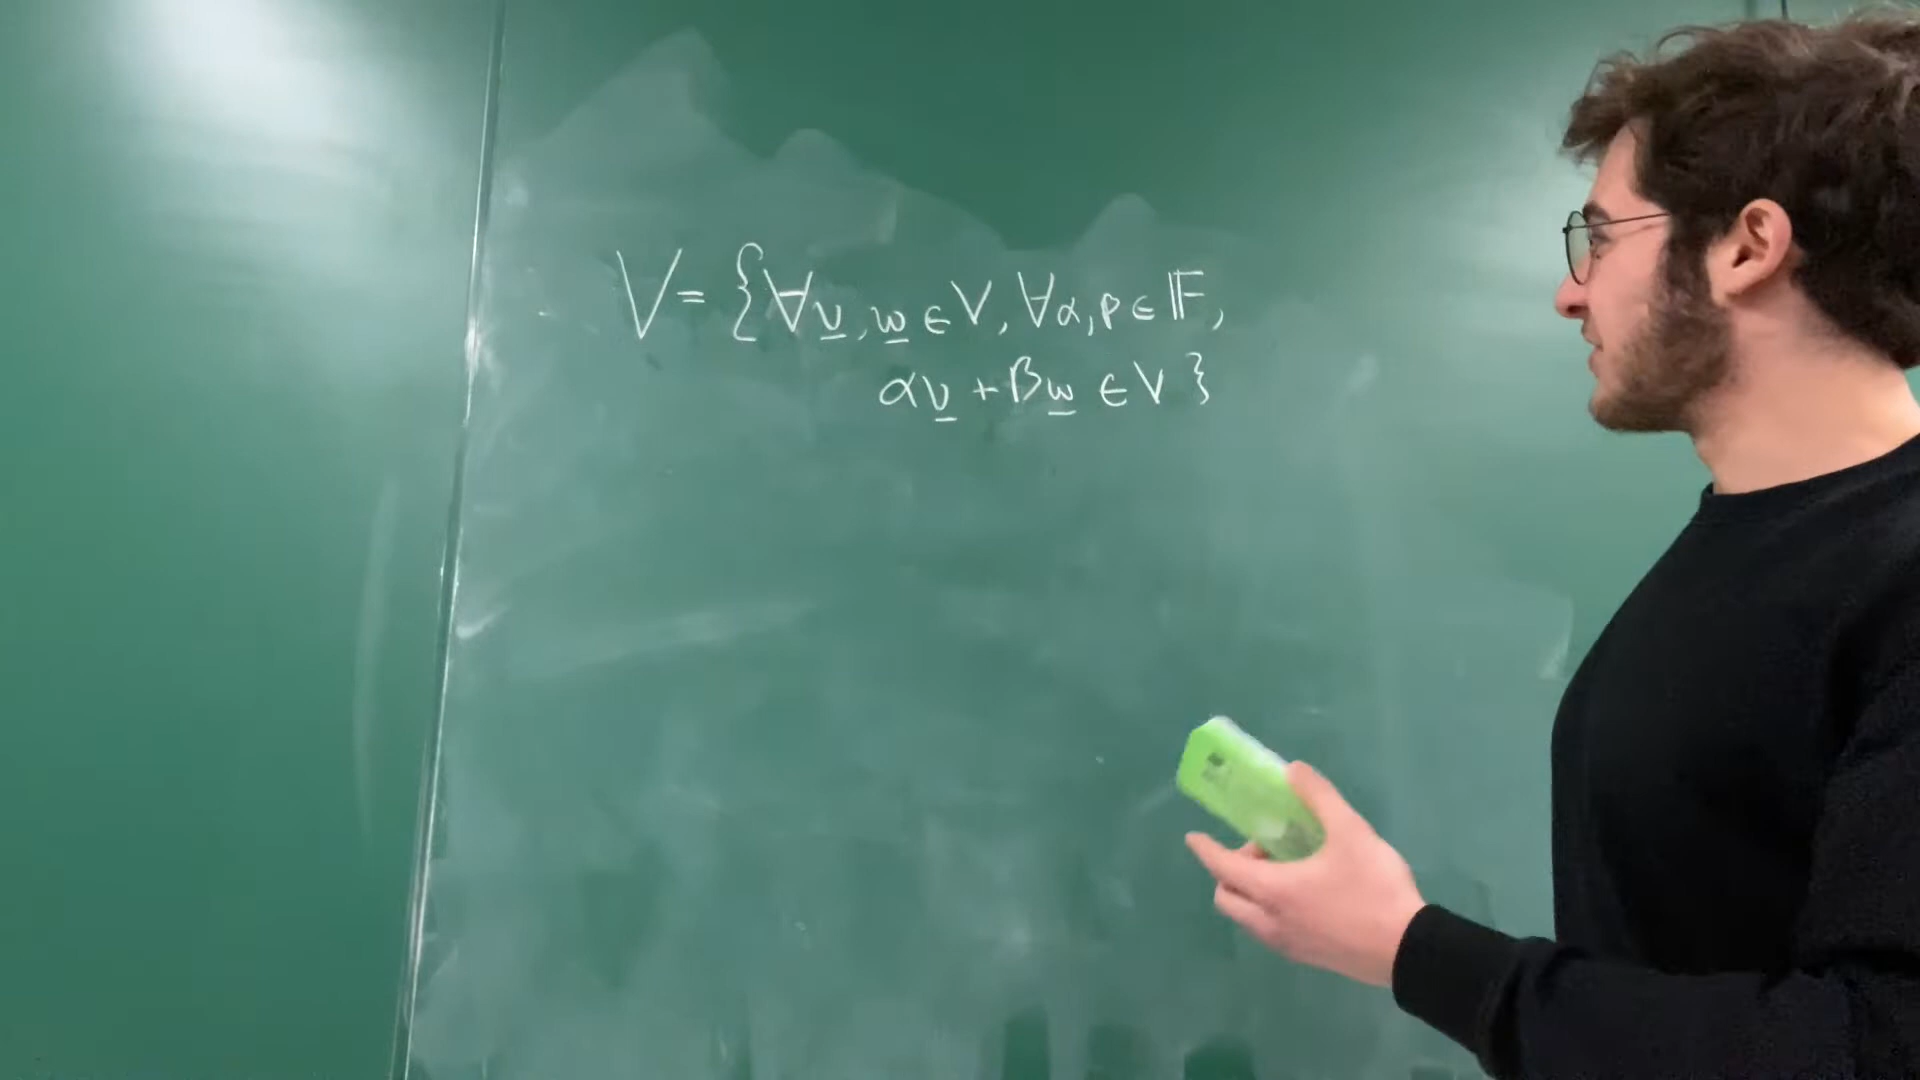 V = {∀v̲, w̲ ∈ V, ∀α, β ∈ 𝔽,
αv̲ + βw̲ ∈ V}